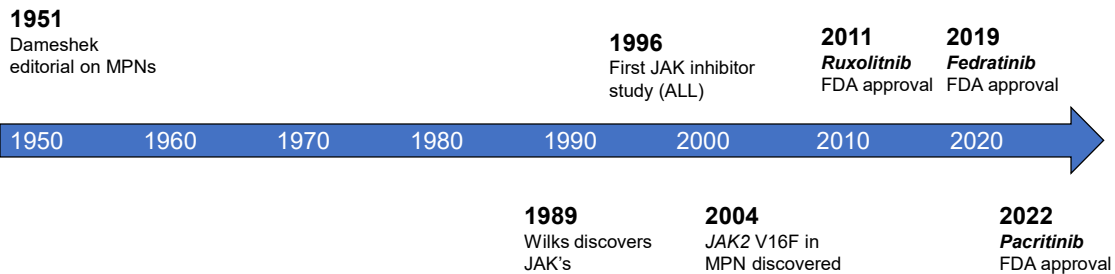 1951
Dameshek
editorial on MPNs
1996
First JAK inhibitor
study (ALL)
2011
Ruxolitnib
FDA approval
2019
Fedratinib
FDA approval
1950 1960 1970 1980 1990 2000 2010 2020
1989
Wilks discovers
JAK's
2004
JAK2 V16F in
MPN discovered
2022
Pacritinib
FDA approval